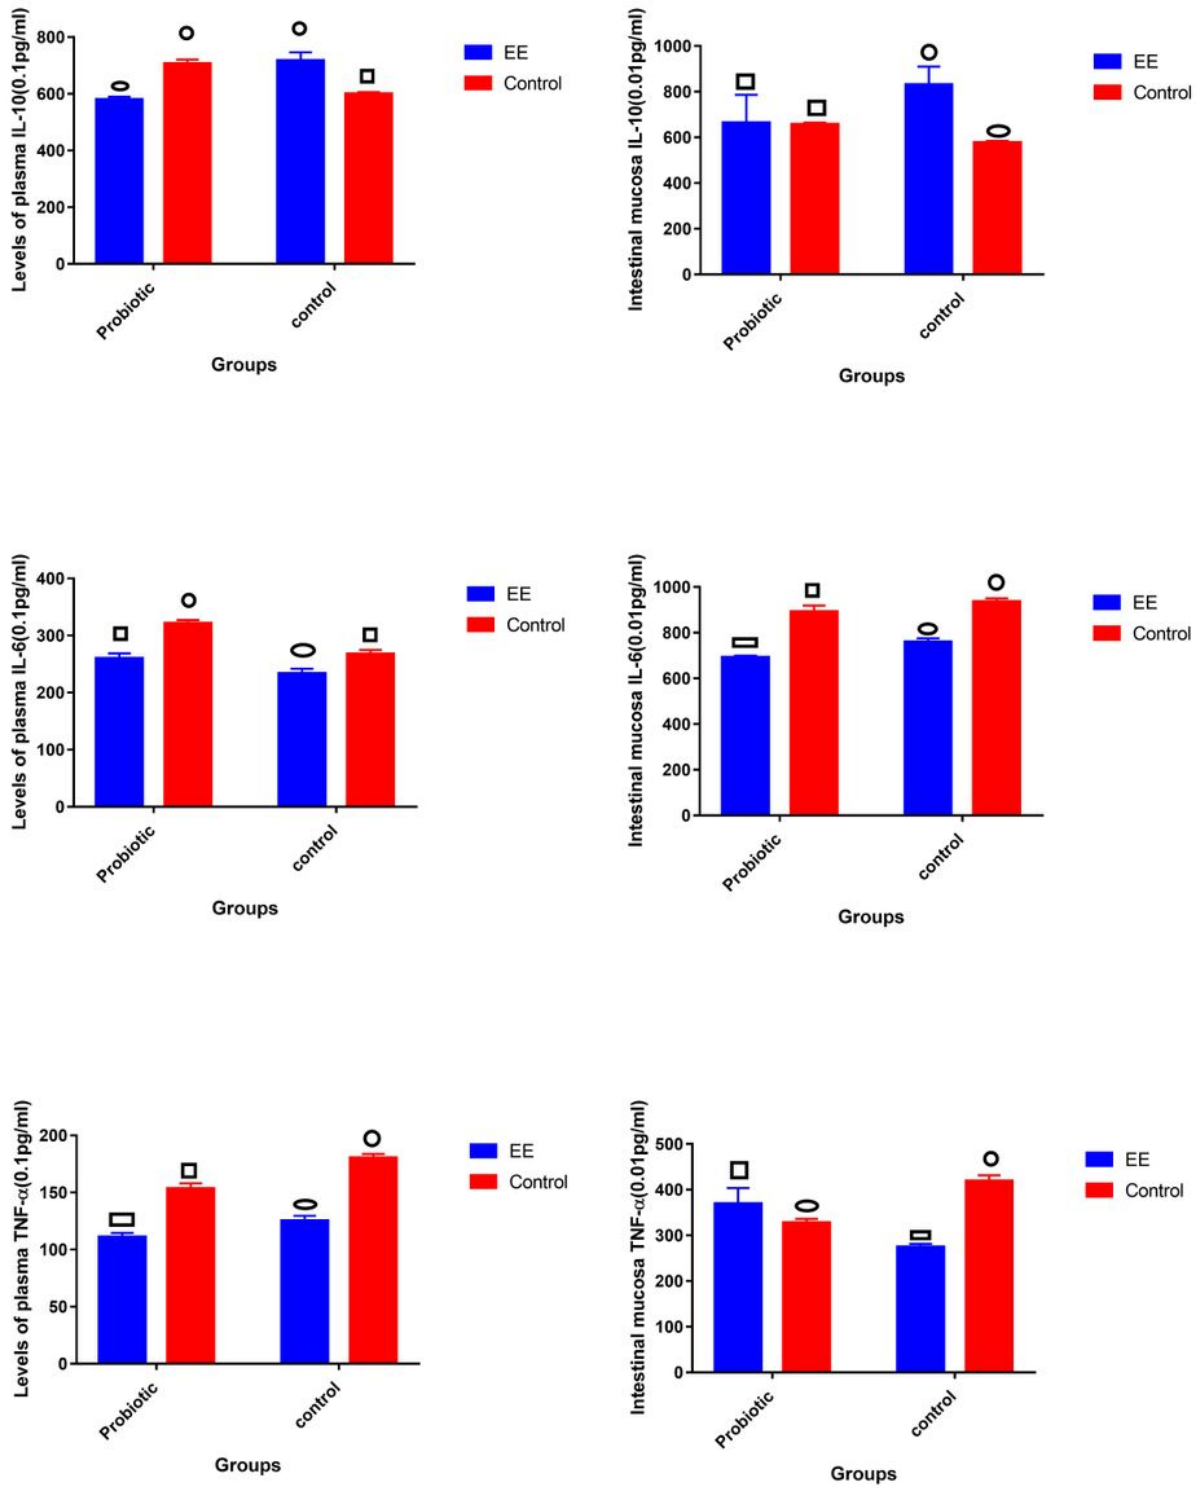 Levels of plasma IL-10(0.1pg/ml)
800
600
400
200
0
Probiotic
control
Groups
EE
Control
Intestinal mucosa IL-10(0.01pg/ml)
1000
800
600
400
200
0
Probiotic
control
Groups
EE
Control
Levels of plasma IL-6(0.1pg/ml)
400
300
200
100
0
Probiotic
control
Groups
EE
Control
Intestinal mucosa IL-6(0.01pg/ml)
1000
800
600
400
200
0
Probiotic
control
Groups
EE
Control
Levels of plasma TNF-α(0.1pg/ml)
200
150
100
50
0
Probiotic
control
Groups
EE
Control
Intestinal mucosa TNF-α(0.01pg/ml)
500
400
300
200
100
0
Probiotic
control
Groups
EE
Control